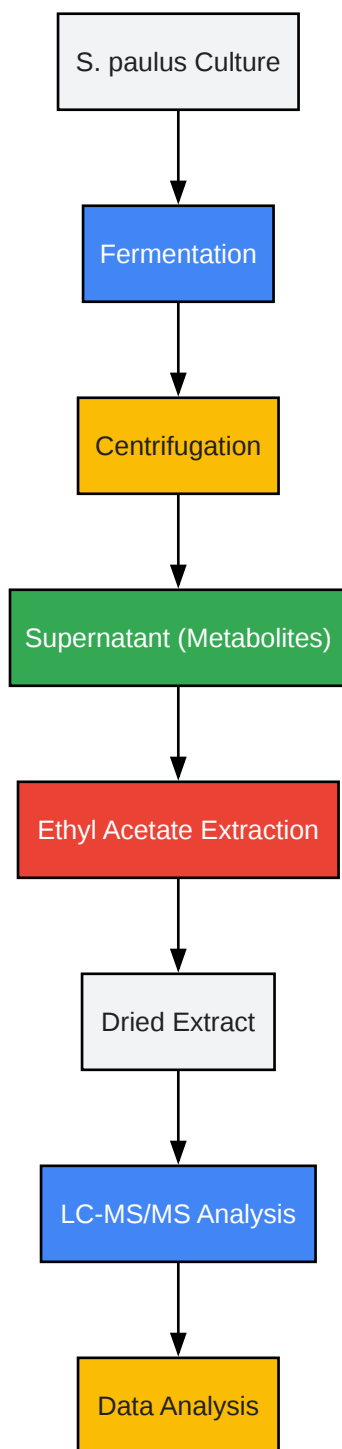 S. paulus Culture
Fermentation
Centrifugation
Supernatant (Metabolites)
Ethyl Acetate Extraction
Dried Extract
LC-MS/MS Analysis
Data Analysis